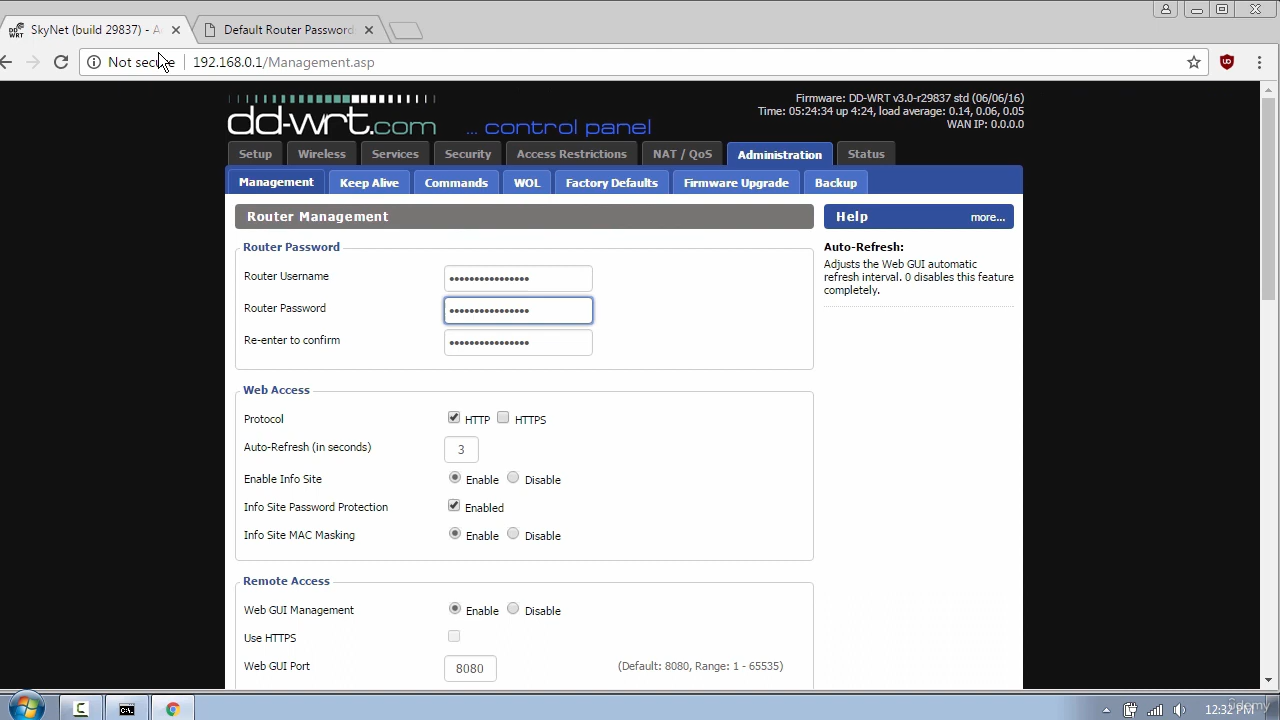 SkyNet (build 29837) - A
Default Router Password
Not secure
192.168.0.1/Management.asp
dd-wrt.com
... control panel
Firmware: DD-WRT v3.0-r29837 std (06/06/16)
Time: 05:24:34 up 4:24, load average: 0.14, 0.06, 0.05
WAN IP: 0.0.0.0
Setup Wireless Services Security Access Restrictions NAT / QoS Administration Status
Management Keep Alive Commands WOL Factory Defaults Firmware Upgrade Backup
Router Management
Router Password
Router Username
Router Password
Re-enter to confirm
Web Access
Protocol HTTP HTTPS
Auto-Refresh (in seconds) 3
Enable Info Site Enable Disable
Info Site Password Protection Enabled
Info Site MAC Masking Enable Disable
Remote Access
Web GUI Management Enable Disable
Use HTTPS
Web GUI Port 8080 (Default: 8080, Range: 1 - 65535)
Help more...
Auto-Refresh:
Adjusts the Web GUI automatic
refresh interval. 0 disables this feature
completely.
12:32 PM
Udemy